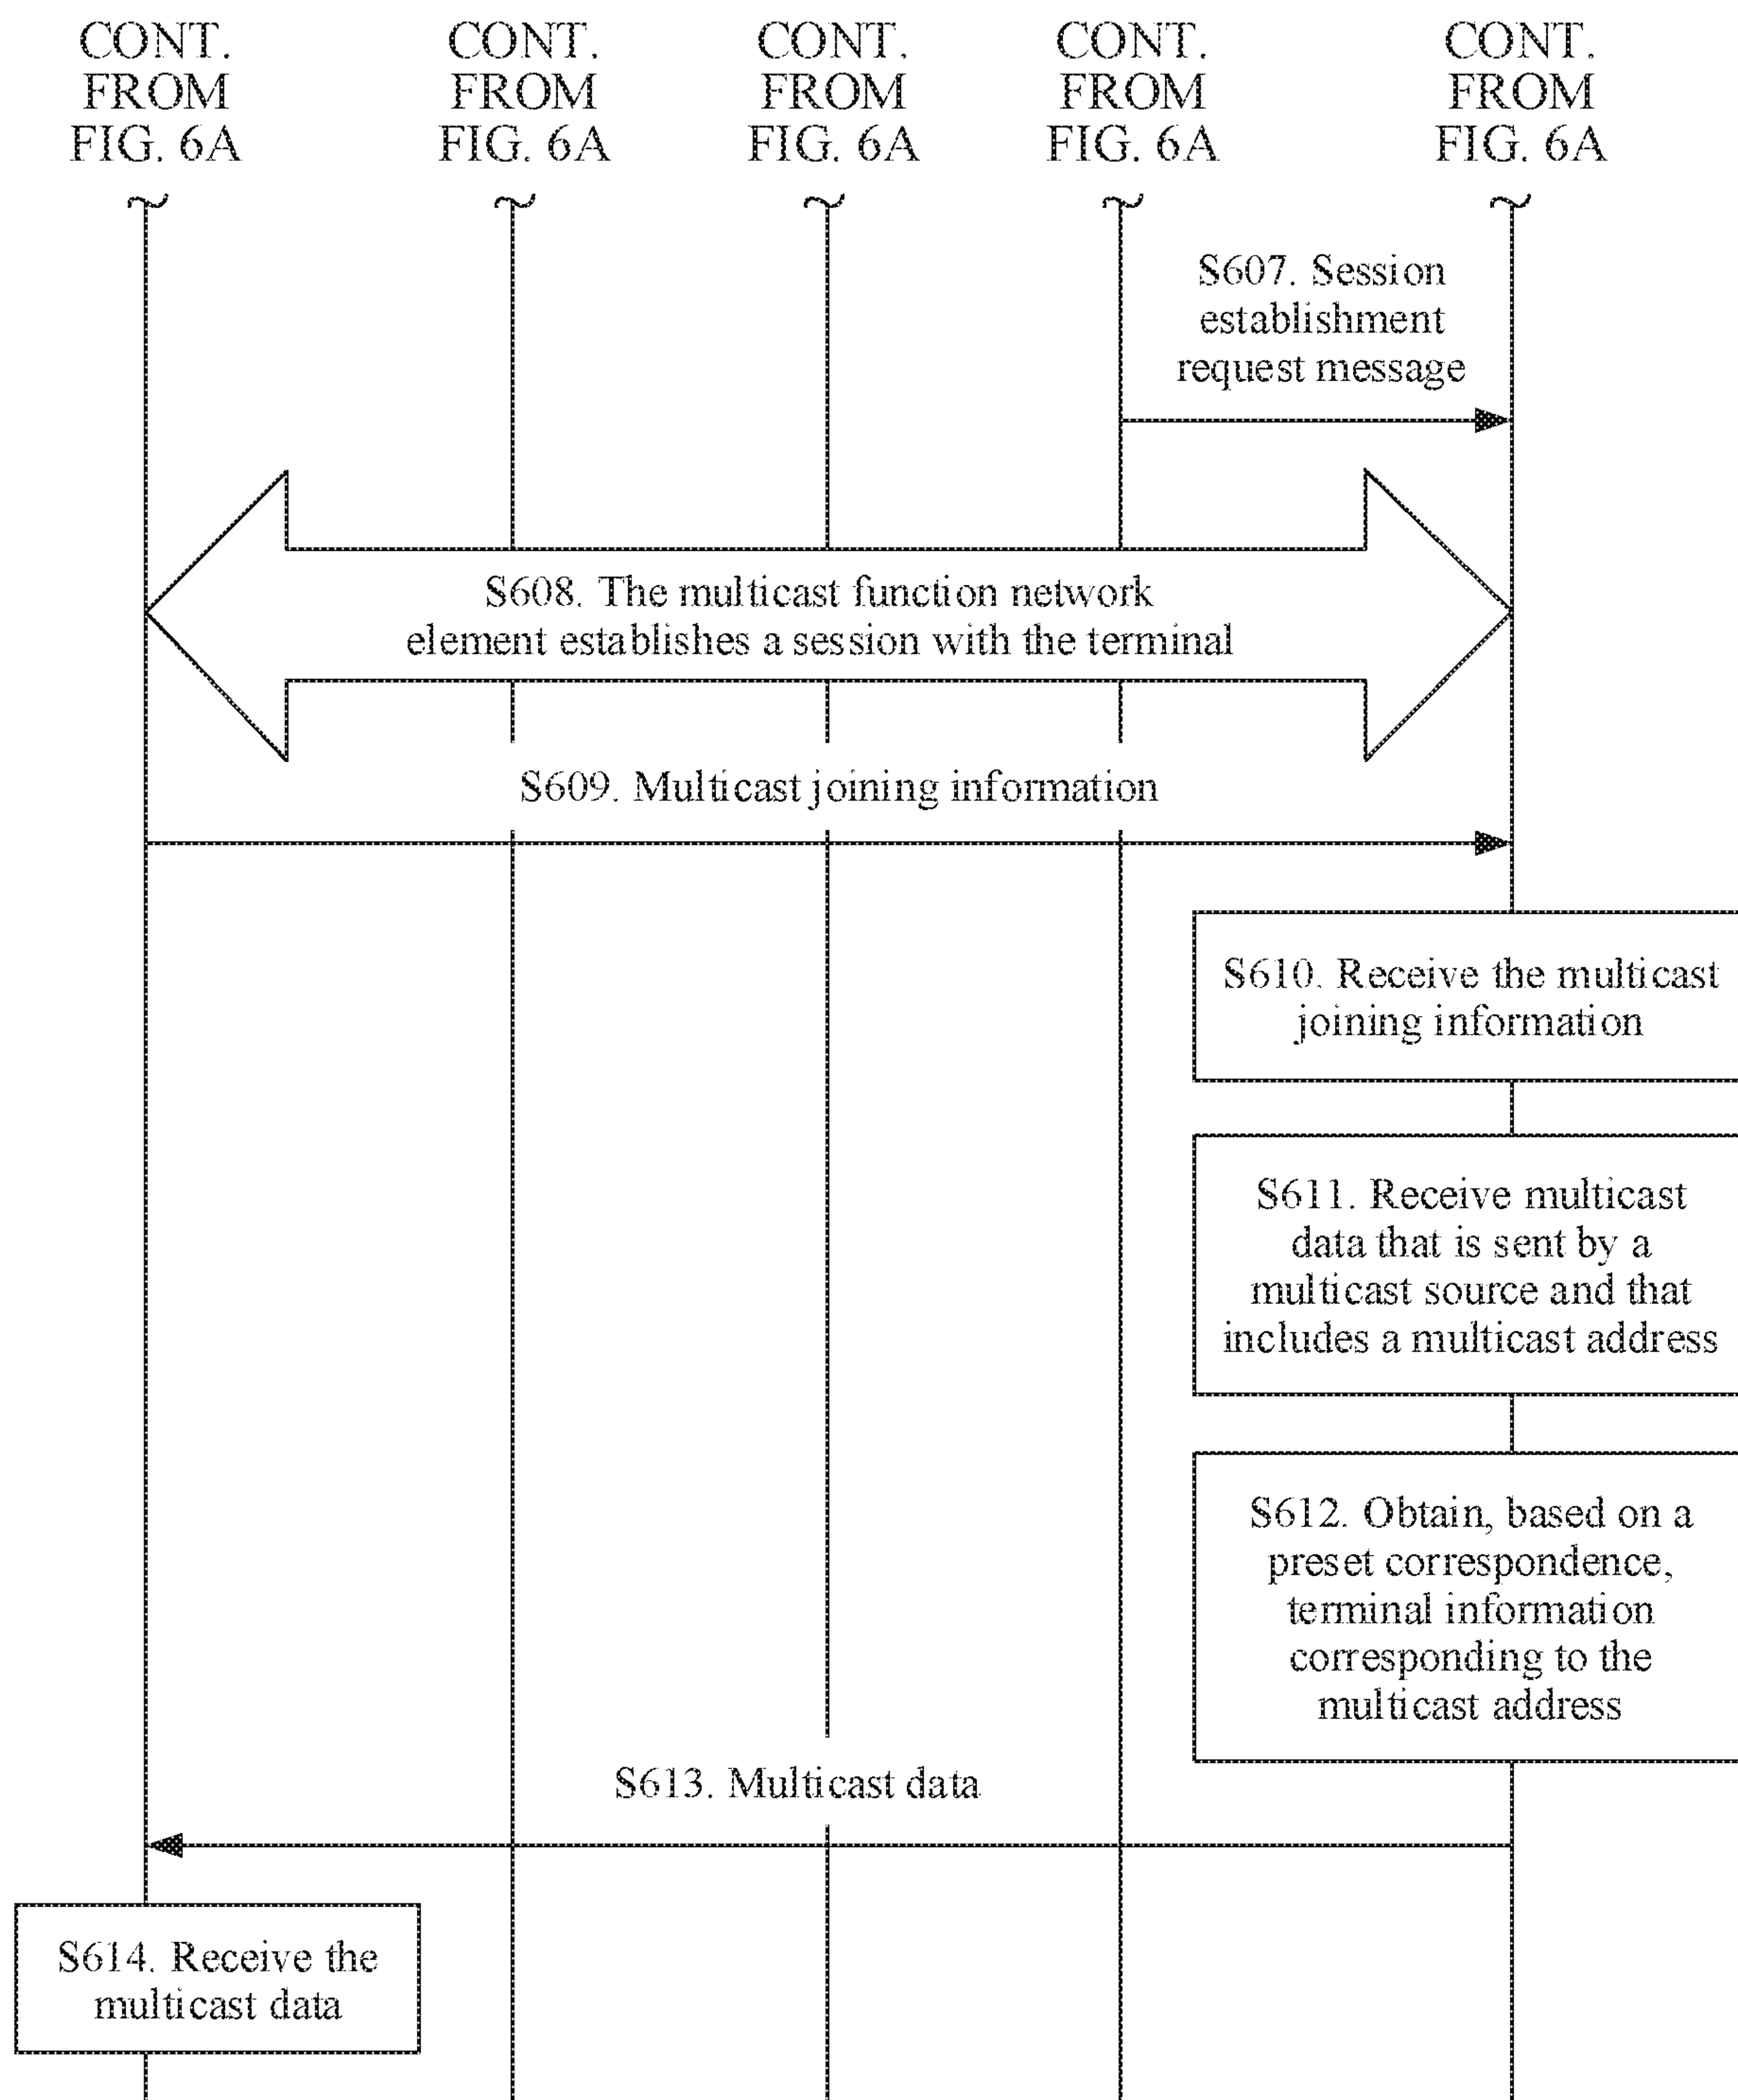 CONT.
FROM
FIG. 6A
CONT.
FROM
FIG. 6A
CONT.
FROM
FIG. 6A
CONT.
FROM
FIG. 6A
CONT.
FROM
FIG. 6A
S607. Session
establishment
request message
S608. The multicast function network
element establishes a session with the terminal
S609. Multicast joining information
S610. Receive the multicast
joining information
S611. Receive multicast
data that is sent by a
multicast source and that
includes a multicast address
S612. Obtain, based on a
preset correspondence,
terminal information
corresponding to the
multicast address
S613. Multicast data
S614. Receive the
multicast data